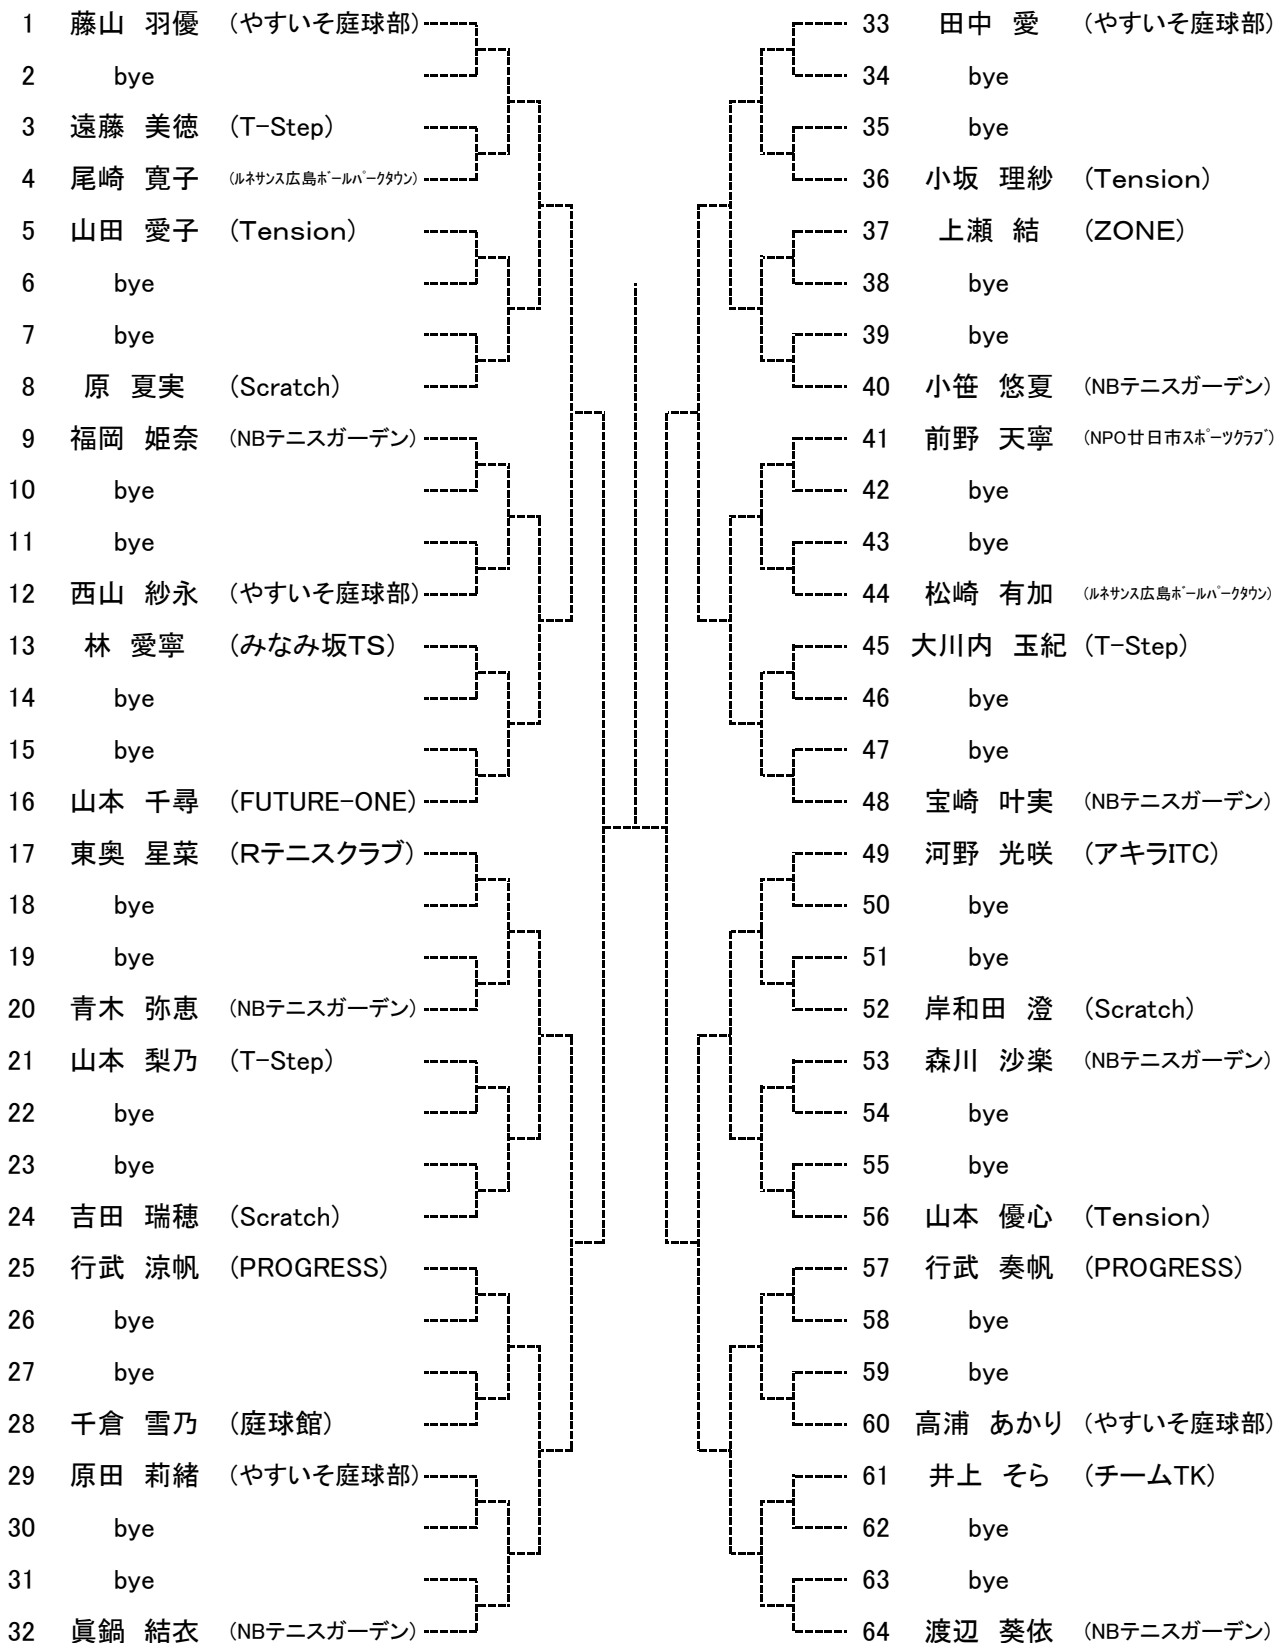 1 藤山 羽優 (やすいそ庭球部)
2 bye
3 遠藤 美徳 (T-Step)
4 尾崎 寛子 (ﾙﾈｻﾝｽ広島ﾎﾞｰﾙﾊﾟｰｸﾀｳﾝ)
5 山田 愛子 (Tension)
6 bye
7 bye
8 原 夏実 (Scratch)
9 福岡 姫奈 (NBテニスガーデン)
10 bye
11 bye
12 西山 紗永 (やすいそ庭球部)
13 林 愛寧 (みなみ坂TS)
14 bye
15 bye
16 山本 千尋 (FUTURE-ONE)
17 東奥 星菜 (Rテニスクラブ)
18 bye
19 bye
20 青木 弥恵 (NBテニスガーデン)
21 山本 梨乃 (T-Step)
22 bye
23 bye
24 吉田 瑞穂 (Scratch)
25 行武 涼帆 (PROGRESS)
26 bye
27 bye
28 千倉 雪乃 (庭球館)
29 原田 莉緒 (やすいそ庭球部)
30 bye
31 bye
32 眞鍋 結衣 (NBテニスガーデン)
33 田中 愛 (やすいそ庭球部)
34 bye
35 bye
36 小坂 理紗 (Tension)
37 上瀬 結 (ZONE)
38 bye
39 bye
40 小笹 悠夏 (NBテニスガーデン)
41 前野 天寧 (NPO廿日市ｽﾎﾟｰﾂｸﾗﾌﾞ)
42 bye
43 bye
44 松崎 有加 (ﾙﾈｻﾝｽ広島ﾎﾞｰﾙﾊﾟｰｸﾀｳﾝ)
45 大川内 玉紀 (T-Step)
46 bye
47 bye
48 宝崎 叶実 (NBテニスガーデン)
49 河野 光咲 (アキラITC)
50 bye
51 bye
52 岸和田 澄 (Scratch)
53 森川 沙楽 (NBテニスガーデン)
54 bye
55 bye
56 山本 優心 (Tension)
57 行武 奏帆 (PROGRESS)
58 bye
59 bye
60 高浦 あかり (やすいそ庭球部)
61 井上 そら (チームTK)
62 bye
63 bye
64 渡辺 葵依 (NBテニスガーデン)